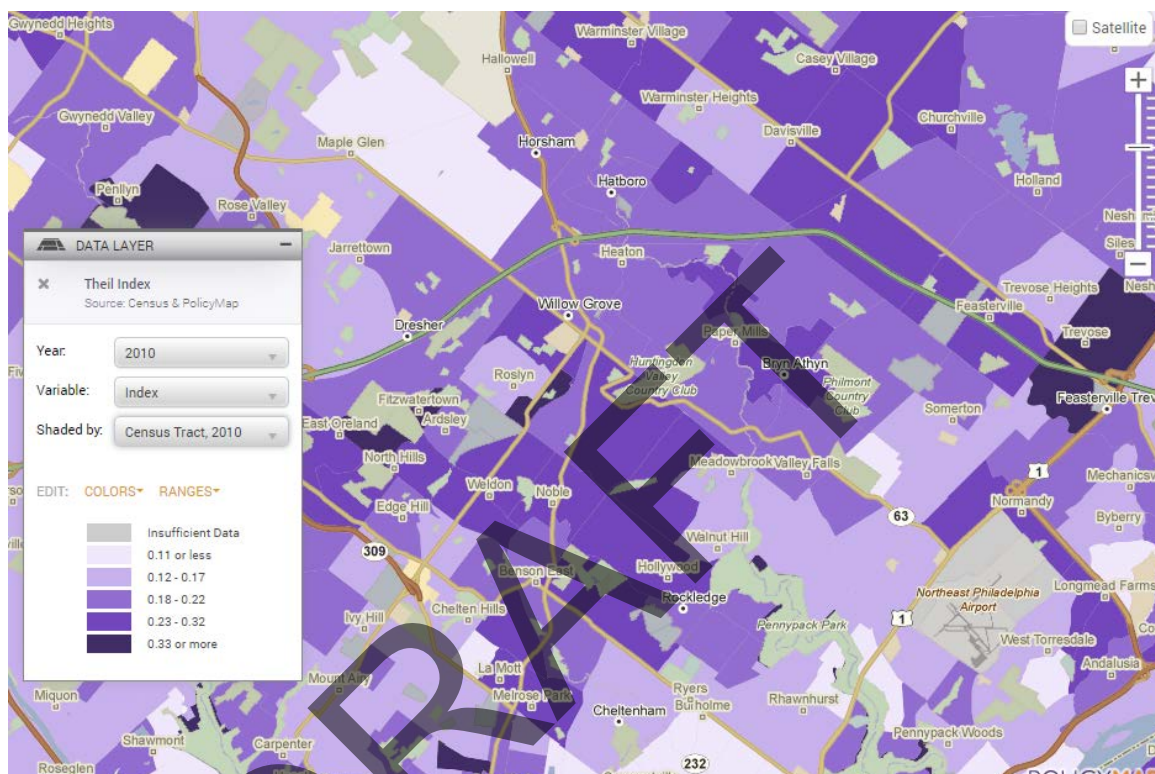 Gwynedd Heights
Warminster Village
Satellite
Hallowell
Casey Village
Warminster Heights
Gwynedd Valley
Churchville
Davisville
Maple Glen
Horsham
Penllyn
Hatboro
Holland
Rose Valley
DATA LAYER
Jarrettown
Heaton
Theil Index
Source: Census & PolicyMap
Trevose Heights
Feasterville
Willow Grove
Dresher
Paper Mills
Trevose
Year:
2010
Huntingdon
Valley
Country Club
Bryn Athyn
Roslyn
Philmont
Country
Club
Variable:
Index
Fitzwatertown
Feasterville Trev
Somerton
Shaded by:
Census Tract, 2010
East Oreland
Ardsley
North Hills
Meadowbrook
Valley Falls
1
Mechanicsv
EDIT:
COLORS
RANGES
Weldon
Noble
Normandy
Edge Hill
63
Byberry
Insufficient Data
0.11 or less
Walnut Hill
309
0.12 - 0.17
Benson East
Hollywood
Longmead Farms
0.18 - 0.22
Rockledge
Northeast Philadelphia
Airport
Chelten Hills
0.23 - 0.32
Ivy Hill
Pennypack Park
1
0.33 or more
West Torresdale
La Mott
Andalusia
Mount Airy
Miquon
Melrose Park
Ryers
Burholme
Rhawnhurst
Cheltenham
Pennypack Woods
Shawmont
Carpenter
232
Roseglen
POLICYMAP
DRAFT